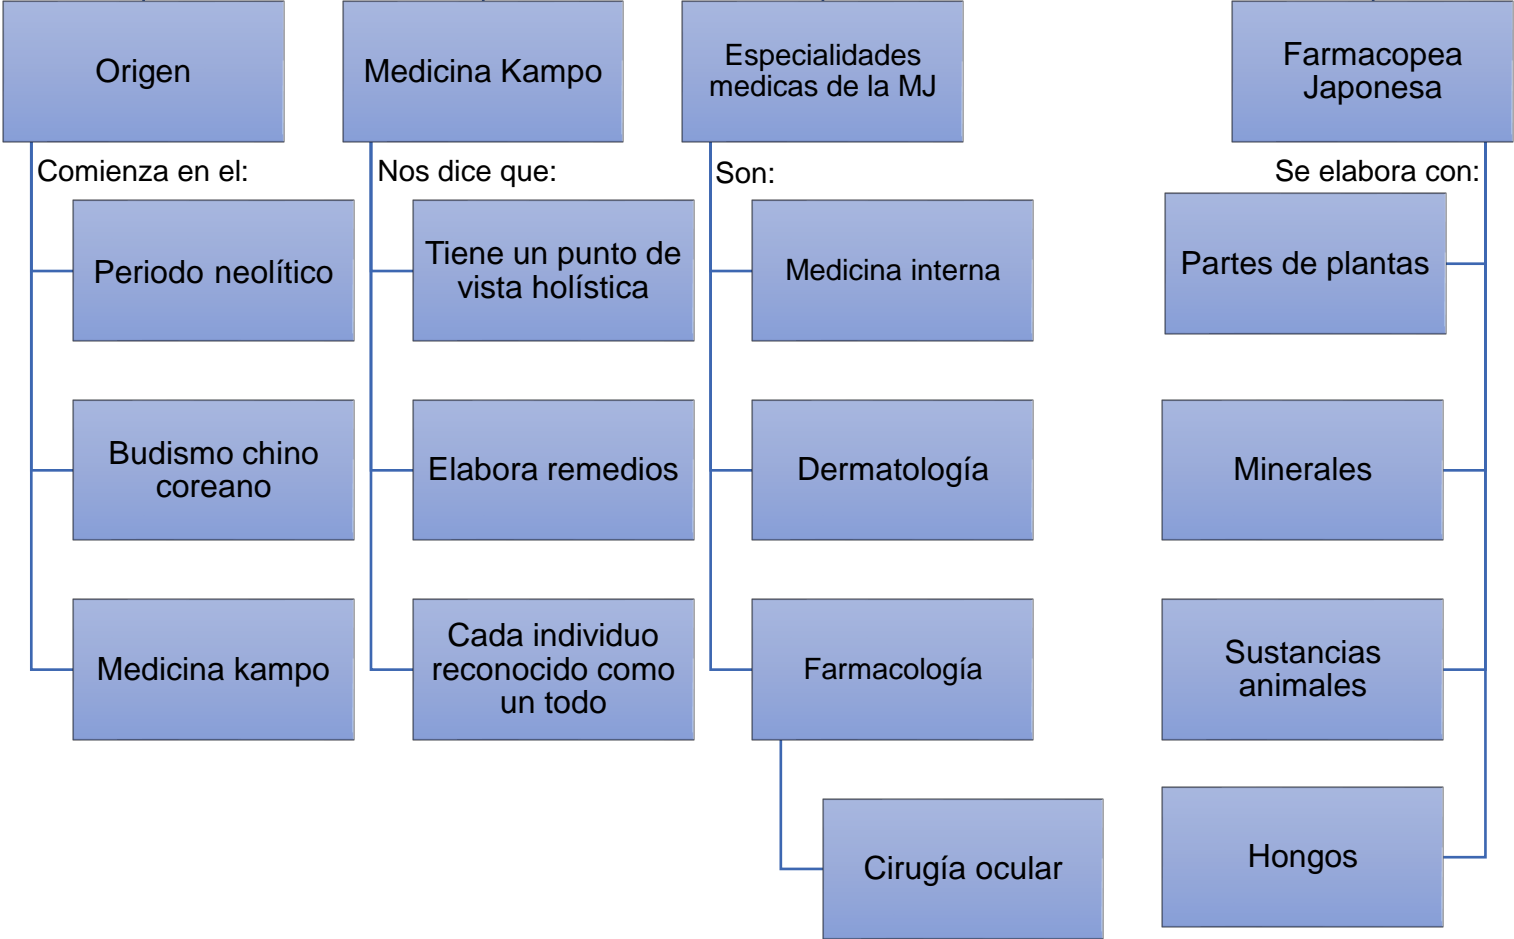 Origen
Comienza en el:
Periodo neolítico
Budismo chino
coreano
Medicina kampo
Medicina Kampo
Nos dice que:
Tiene un punto de
vista holística
Elabora remedios
Cada individuo
reconocido como
un todo
Especialidades
medicas de la MJ
Son:
Medicina interna
Dermatología
Farmacología
Cirugía ocular
Farmacopea
Japonesa
Se elabora con:
Partes de plantas
Minerales
Sustancias
animales
Hongos